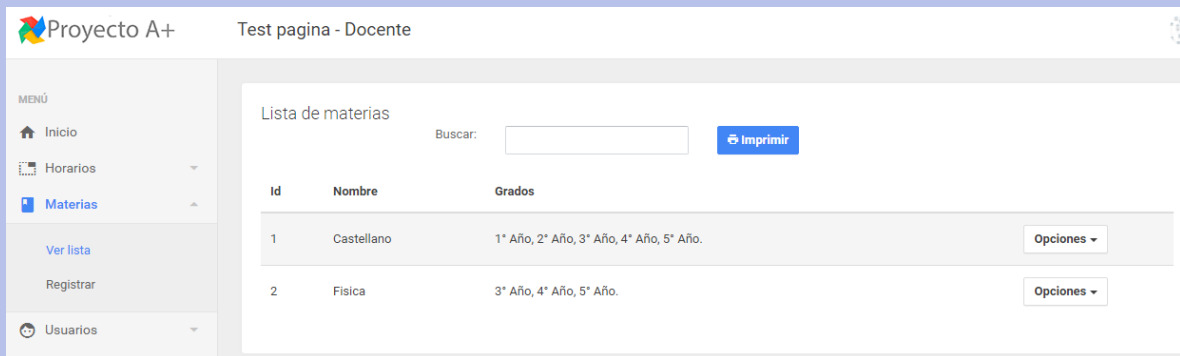 Proyecto A+
Test pagina - Docente
MENÚ
Inicio
Horarios
Materias
Ver lista
Registrar
Usuarios
Lista de materias
Buscar:
Imprimir
Id Nombre Grados
1 Castellano 1° Año, 2° Año, 3° Año, 4° Año, 5° Año. Opciones
2 Fisica 3° Año, 4° Año, 5° Año. Opciones